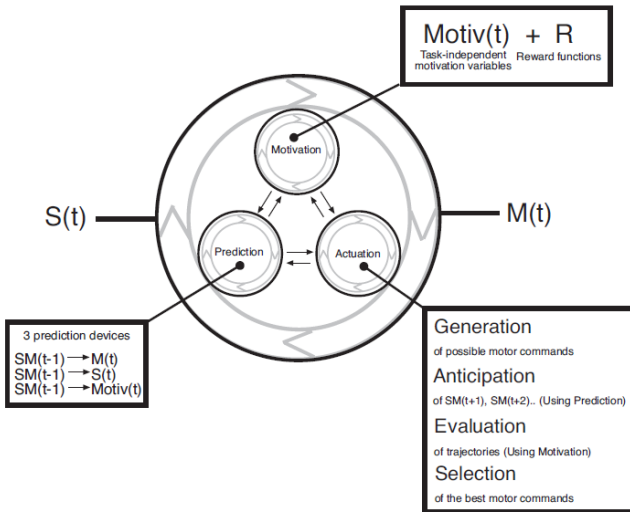 Motiv(t) + R
Task-independent motivation variables
Reward functions
Motivation
S(t)
M(t)
Prediction
Actuation
3 prediction devices
SM(t-1) → M(t)
SM(t-1) → S(t)
SM(t-1) → Motiv(t)
Generation
of possible motor commands
Anticipation
of SM(t+1), SM(t+2).. (Using Prediction)
Evaluation
of trajectories (Using Motivation)
Selection
of the best motor commands